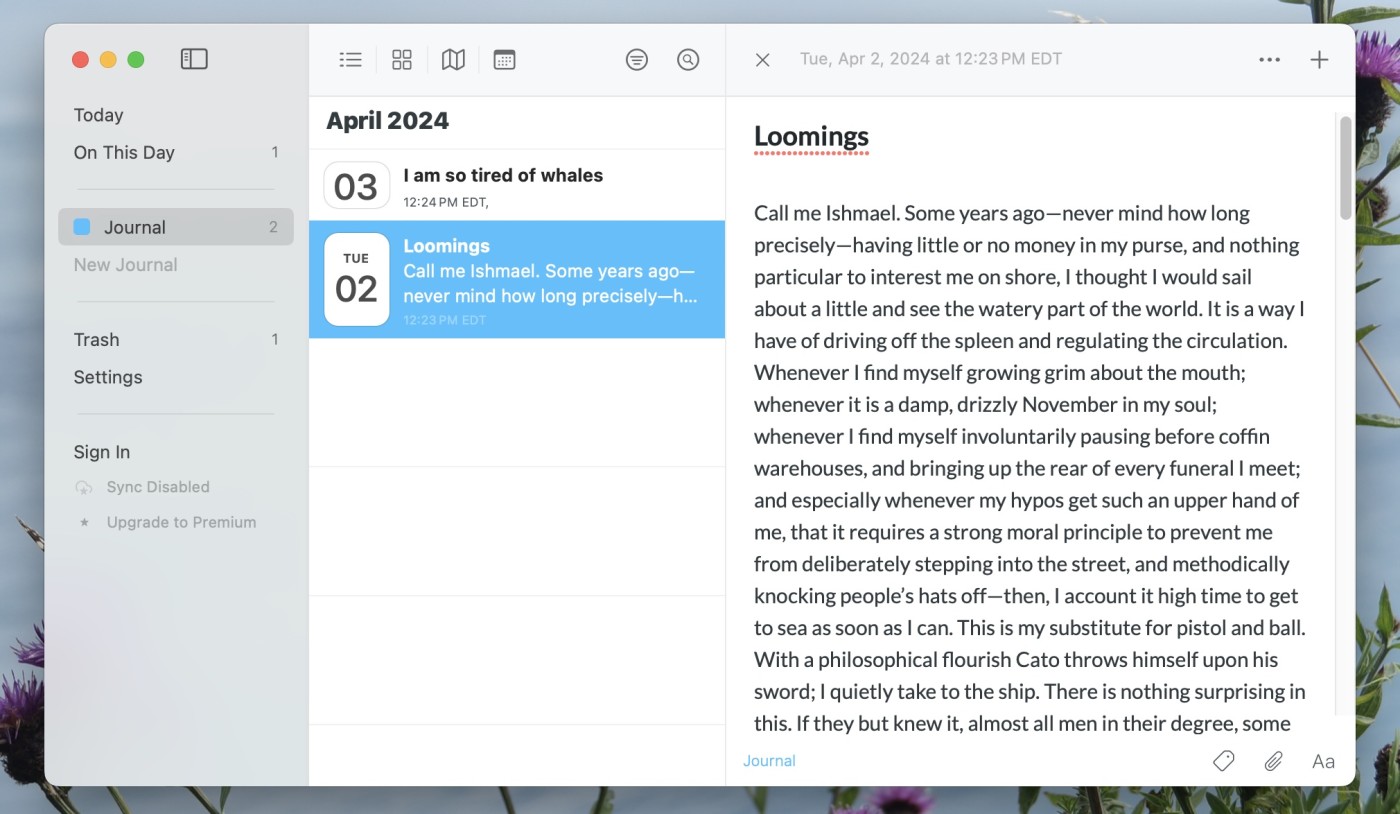 Today
On This Day 1
Journal 2
New Journal
Trash 1
Settings
Sign In
Sync Disabled
Upgrade to Premium
April 2024
03
I am so tired of whales
12:24 PM EDT,
TUE
02
Loomings
Call me Ishmael. Some years ago—
never mind how long precisely—h...
12:23 PM EDT
Tue, Apr 2, 2024 at 12:23 PM EDT
Loomings
Call me Ishmael. Some years ago—never mind how long
precisely—having little or no money in my purse, and nothing
particular to interest me on shore, I thought I would sail
about a little and see the watery part of the world. It is a way I
have of driving off the spleen and regulating the circulation.
Whenever I find myself growing grim about the mouth;
whenever it is a damp, drizzly November in my soul;
whenever I find myself involuntarily pausing before coffin
warehouses, and bringing up the rear of every funeral I meet;
and especially whenever my hypos get such an upper hand of
me, that it requires a strong moral principle to prevent me
from deliberately stepping into the street, and methodically
knocking people’s hats off—then, I account it high time to get
to sea as soon as I can. This is my substitute for pistol and ball.
With a philosophical flourish Cato throws himself upon his
sword; I quietly take to the ship. There is nothing surprising in
this. If they but knew it, almost all men in their degree, some
Journal
Aa